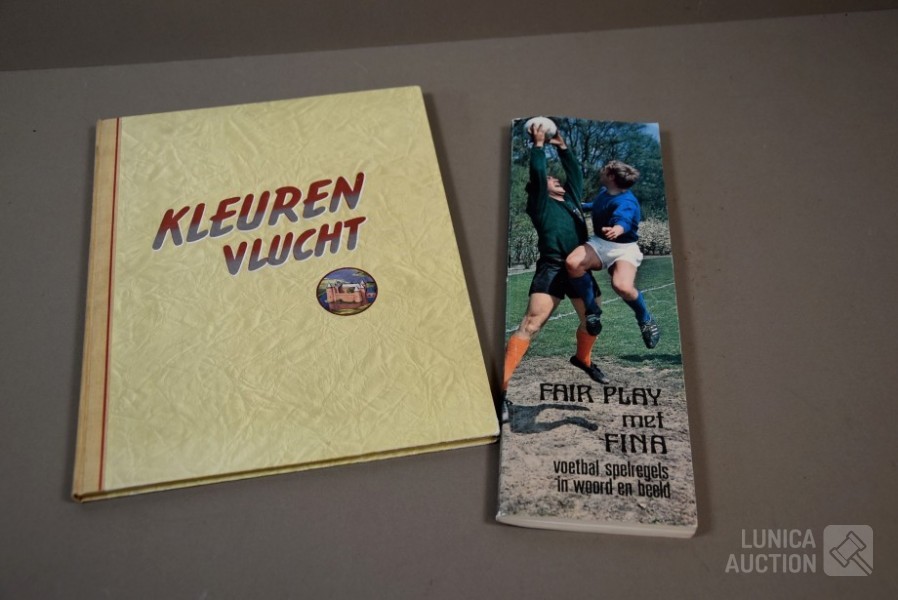 KLEUREN
VLUCHT
FAIR PLAY
met
FINA
voetbal spelregels
in woord en beeld
LUNICA
AUCTION